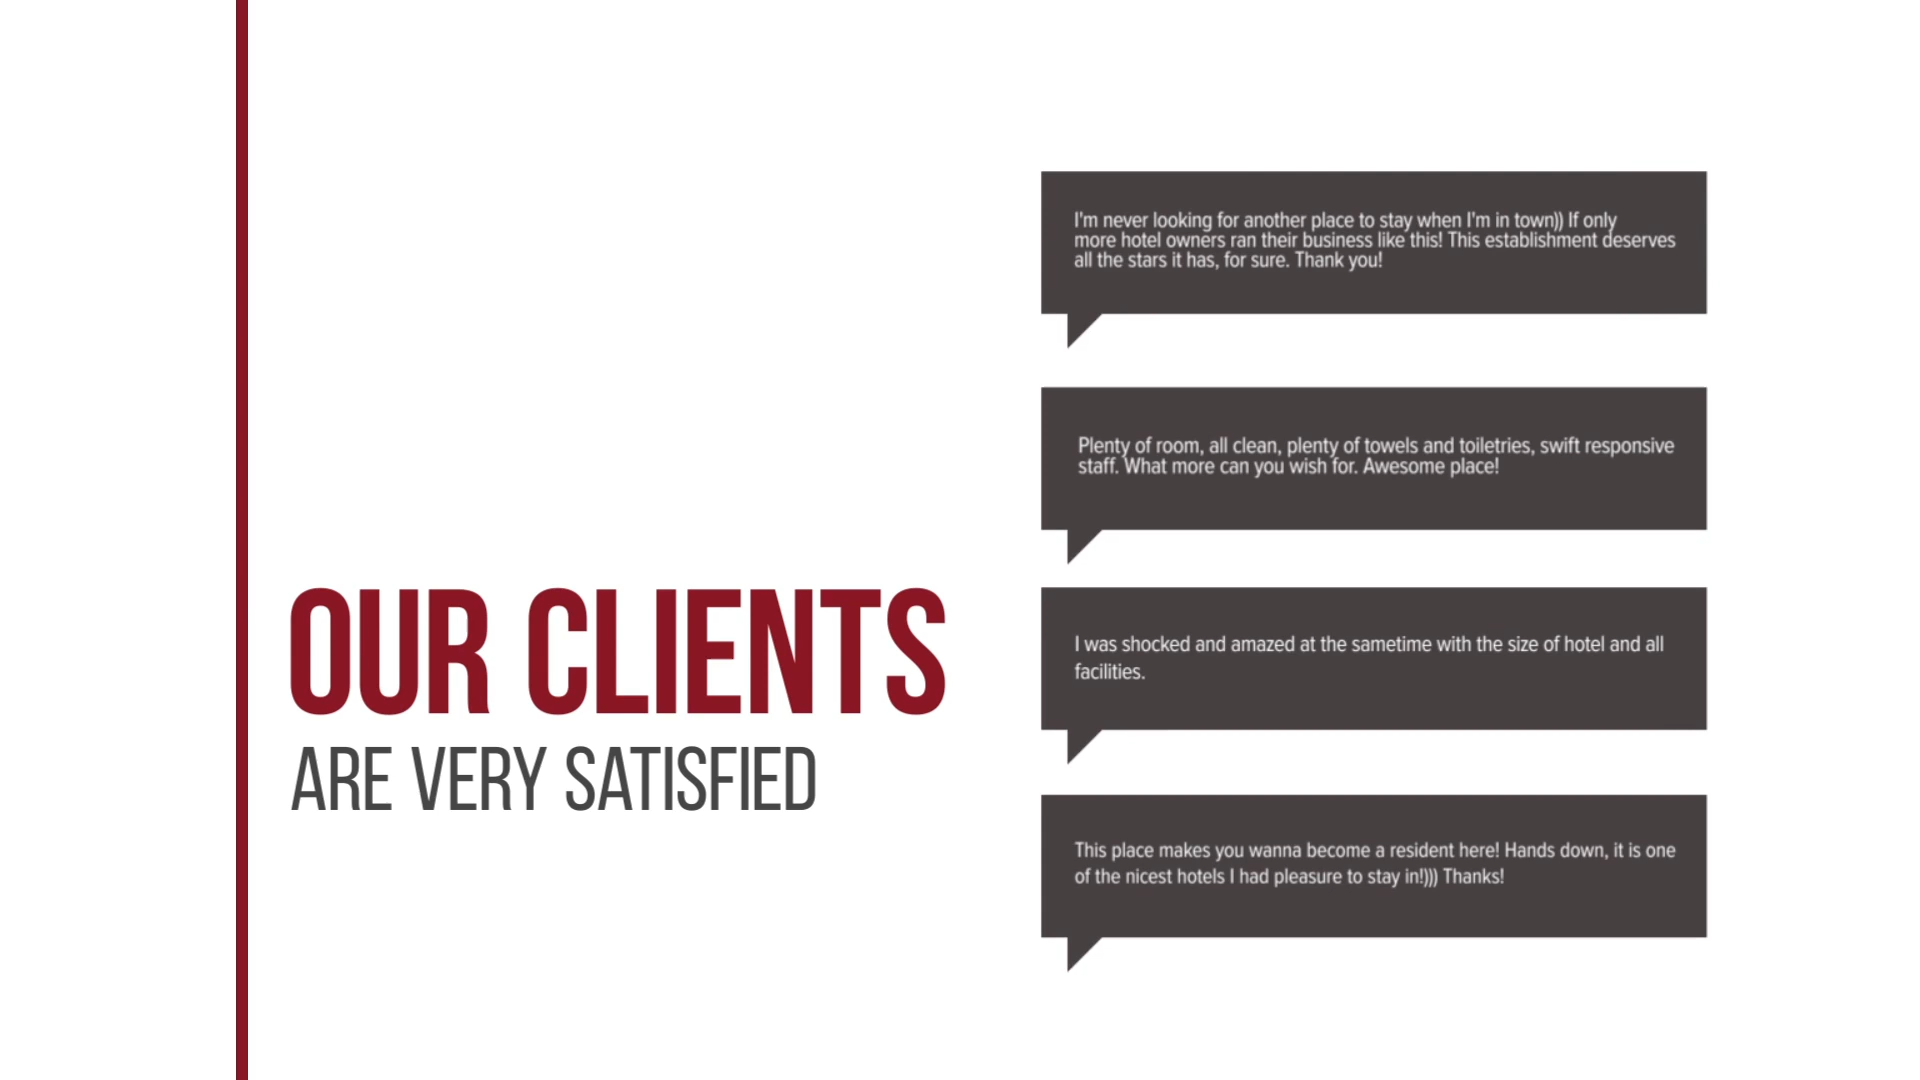 OUR CLIENTS
ARE VERY SATISFIED
I'm never looking for another place to stay when I'm in town)) If only
more hotel owners ran their business like this! This establishment deserves
all the stars it has, for sure. Thank you!
Plenty of room, all clean, plenty of towels and toiletries, swift responsive
staff. What more can you wish for. Awesome place!
I was shocked and amazed at the sametime with the size of hotel and all
facilities.
This place makes you wanna become a resident here! Hands down, it is one
of the nicest hotels I had pleasure to stay in!))) Thanks!